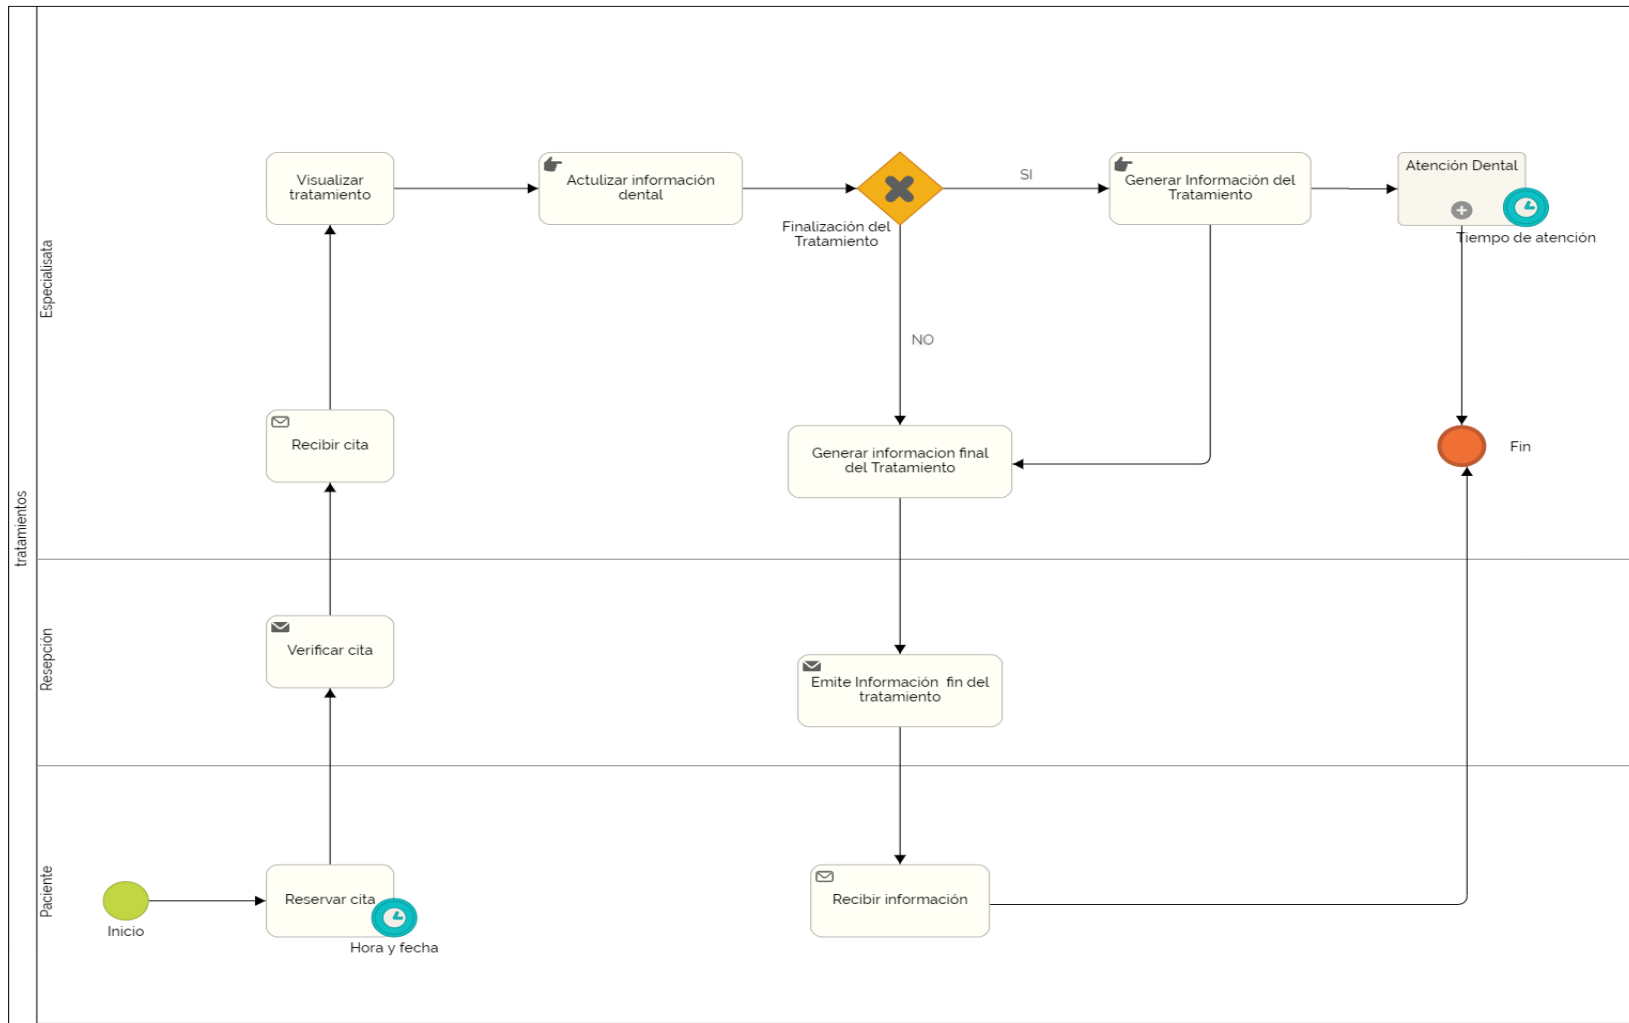 tratamientos
Especialisata
Visualizar
tratamiento
Actulizar información
dental
Finalización del
Tratamiento
SI
NO
Generar Información del
Tratamiento
Atención Dental
Tiempo de atención
Recibir cita
Generar informacion final
del Tratamiento
Fin
Resepción
Verificar cita
Emite Información  fin del
tratamiento
Paciente
Inicio
Reservar cita
Hora y fecha
Recibir información